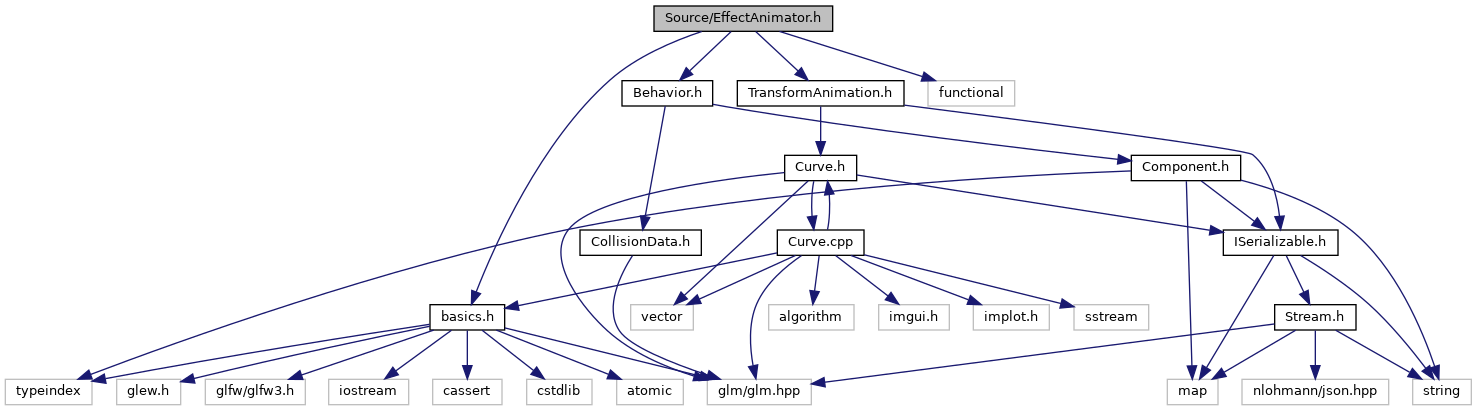 Source/EffectAnimator.h
Behavior.h
TransformAnimation.h
functional
Curve.h
Component.h
CollisionData.h
Curve.cpp
ISerializable.h
basics.h
vector
algorithm
imgui.h
implot.h
sstream
Stream.h
typeindex
glew.h
glfw/glfw3.h
iostream
cassert
cstdlib
atomic
glm/glm.hpp
map
nlohmann/json.hpp
string